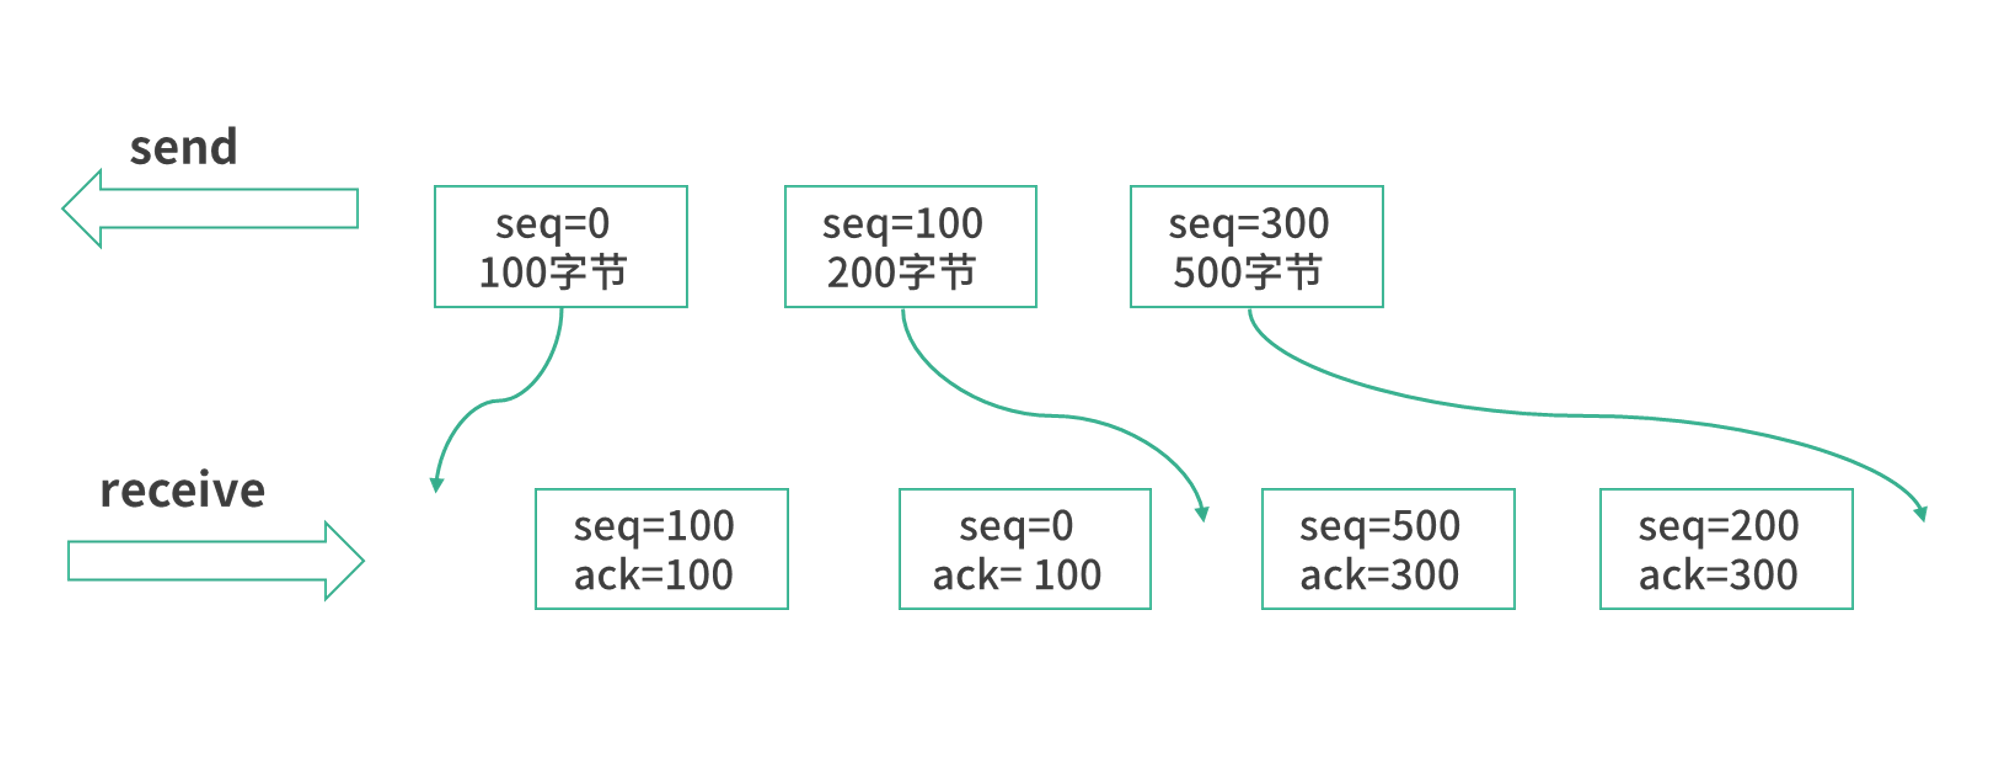 send
seq=0
100字节
seq=100
200字节
seq=300
500字节
receive
seq=100
ack=100
seq=0
ack= 100
seq=500
ack=300
seq=200
ack=300